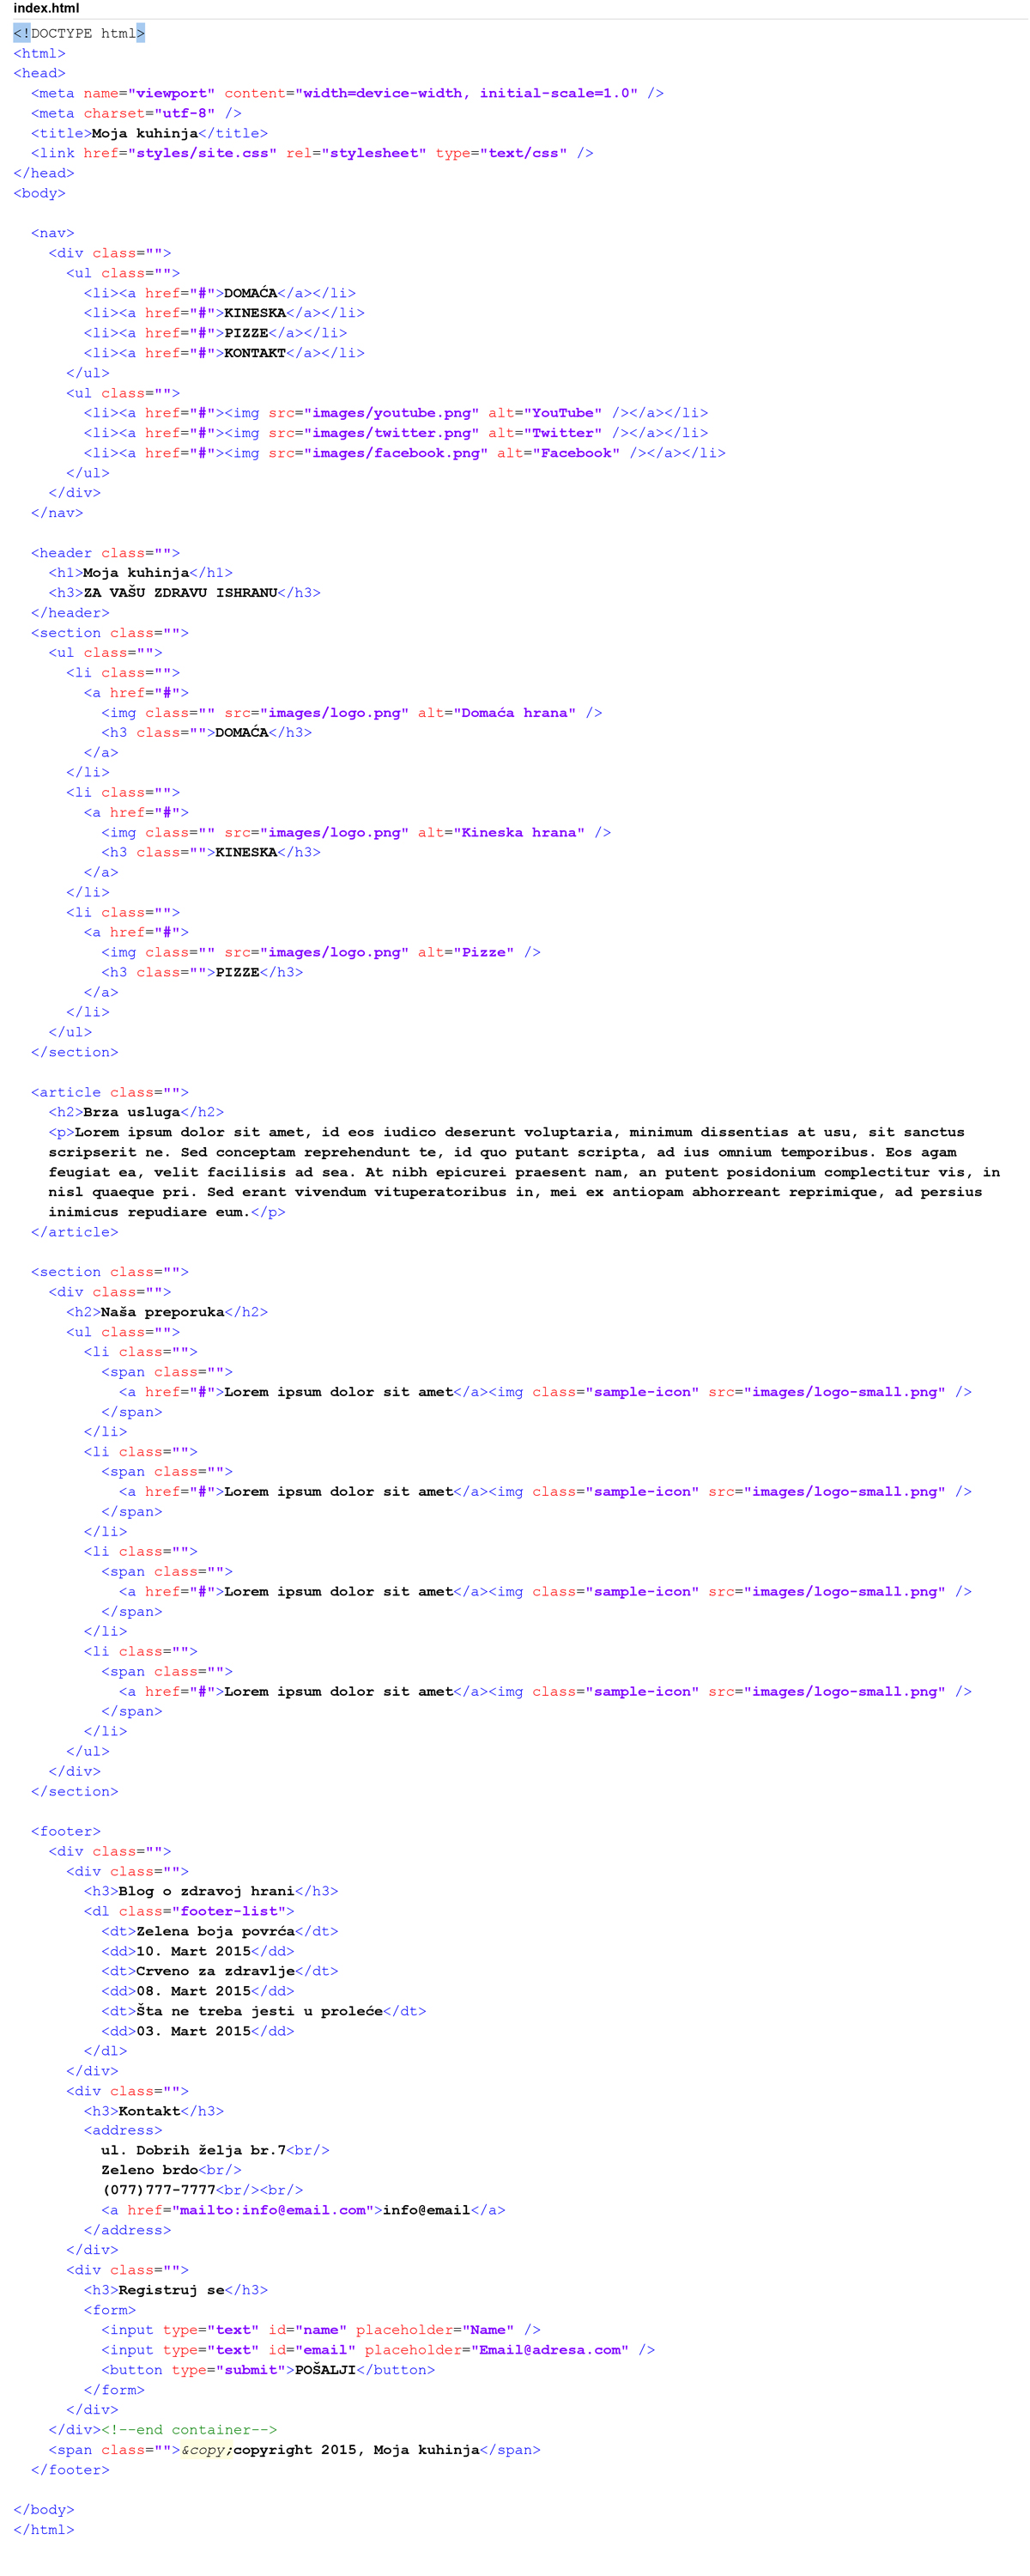 index.html
<!DOCTYPE html>
<html>
<head>
  <meta name="viewport" content="width=device-width, initial-scale=1.0" />
  <meta charset="utf-8" />
  <title>Moja kuhinja</title>
  <link href="styles/site.css" rel="stylesheet" type="text/css" />
</head>
<body>

  <nav>
    <div class="">
      <ul class="">
        <li><a href="#">DOMAĆA</a></li>
        <li><a href="#">KINESKA</a></li>
        <li><a href="#">PIZZE</a></li>
        <li><a href="#">KONTAKT</a></li>
      </ul>
      <ul class="">
        <li><a href="#"><img src="images/youtube.png" alt="YouTube" /></a></li>
        <li><a href="#"><img src="images/twitter.png" alt="Twitter" /></a></li>
        <li><a href="#"><img src="images/facebook.png" alt="Facebook" /></a></li>
      </ul>
    </div>
  </nav>

  <header class="">
    <h1>Moja kuhinja</h1>
    <h3>ZA VAŠU ZDRAVU ISHRANU</h3>
  </header>
  <section class="">
    <ul class="">
      <li class="">
        <a href="#">
          <img class="" src="images/logo.png" alt="Domaća hrana" />
          <h3 class="">DOMAĆA</h3>
        </a>
      </li>
      <li class="">
        <a href="#">
          <img class="" src="images/logo.png" alt="Kineska hrana" />
          <h3 class="">KINESKA</h3>
        </a>
      </li>
      <li class="">
        <a href="#">
          <img class="" src="images/logo.png" alt="Pizze" />
          <h3 class="">PIZZE</h3>
        </a>
      </li>
    </ul>
  </section>

  <article class="">
    <h2>Brza usluga</h2>
    <p>Lorem ipsum dolor sit amet, id eos iudico deserunt voluptaria, minimum dissentias at usu, sit sanctus
    scripserit ne. Sed conceptam reprehendunt te, id quo putant scripta, ad ius omnium temporibus. Eos agam
    feugiat ea, velit facilisis ad sea. At nibh epicurei praesent nam, an putent posidonium complectitur vis, in
    nisl quaeque pri. Sed erant vivendum vituperatoribus in, mei ex antiopam abhorreant reprimique, ad persius
    inimicus repudiare eum.</p>
  </article>

  <section class="">
    <div class="">
      <h2>Naša preporuka</h2>
      <ul class="">
        <li class="">
          <span class="">
            <a href="#">Lorem ipsum dolor sit amet</a><img class="sample-icon" src="images/logo-small.png" />
          </span>
        </li>
        <li class="">
          <span class="">
            <a href="#">Lorem ipsum dolor sit amet</a><img class="sample-icon" src="images/logo-small.png" />
          </span>
        </li>
        <li class="">
          <span class="">
            <a href="#">Lorem ipsum dolor sit amet</a><img class="sample-icon" src="images/logo-small.png" />
          </span>
        </li>
        <li class="">
          <span class="">
            <a href="#">Lorem ipsum dolor sit amet</a><img class="sample-icon" src="images/logo-small.png" />
          </span>
        </li>
      </ul>
    </div>
  </section>

  <footer>
    <div class="">
      <div class="">
        <h3>Blog o zdravoj hrani</h3>
        <dl class="footer-list">
          <dt>Zelena boja povrća</dt>
          <dd>10. Mart 2015</dd>
          <dt>Crveno za zdravlje</dt>
          <dd>08. Mart 2015</dd>
          <dt>Šta ne treba jesti u proleće</dt>
          <dd>03. Mart 2015</dd>
        </dl>
      </div>
      <div class="">
        <h3>Kontakt</h3>
        <address>
          ul. Dobrih želja br.7<br/>
          Zeleno brdo<br/>
          (077)777-7777<br/><br/>
          <a href="mailto:info@email.com">info@email</a>
        </address>
      </div>
      <div class="">
        <h3>Registruj se</h3>
        <form>
          <input type="text" id="name" placeholder="Name" />
          <input type="text" id="email" placeholder="Email@adresa.com" />
          <button type="submit">POŠALJI</button>
        </form>
      </div>
    </div><!--end container-->
    <span class="">&copy;copyright 2015, Moja kuhinja</span>
  </footer>

</body>
</html>